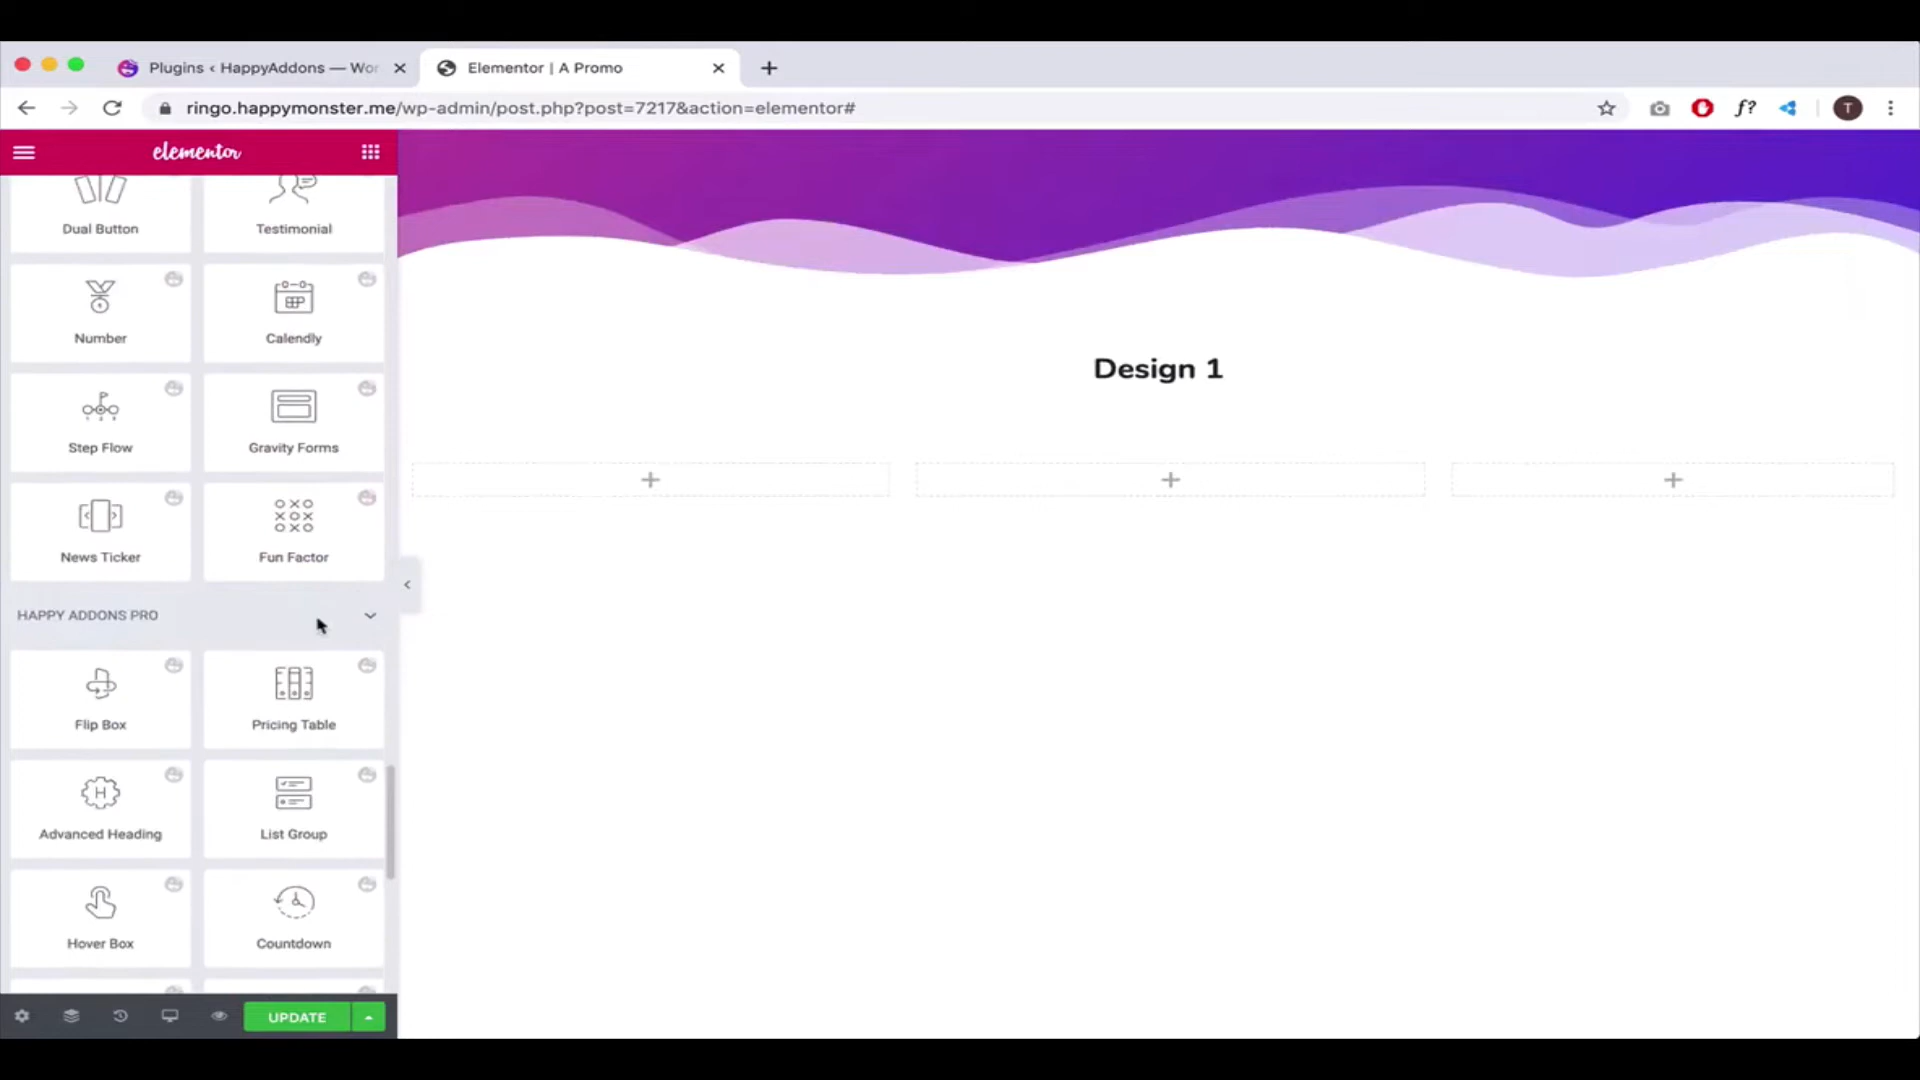 Plugins ‹ HappyAddons — Wor
Elementor | A Promo
ringo.happymonster.me/wp-admin/post.php?post=7217&action=elementor#
f?
T
elementor
Dual Button
Testimonial
Number
Calendly
Step Flow
Gravity Forms
News Ticker
Fun Factor
HAPPY ADDONS PRO
Flip Box
Pricing Table
Advanced Heading
List Group
Hover Box
Countdown
UPDATE
Design 1